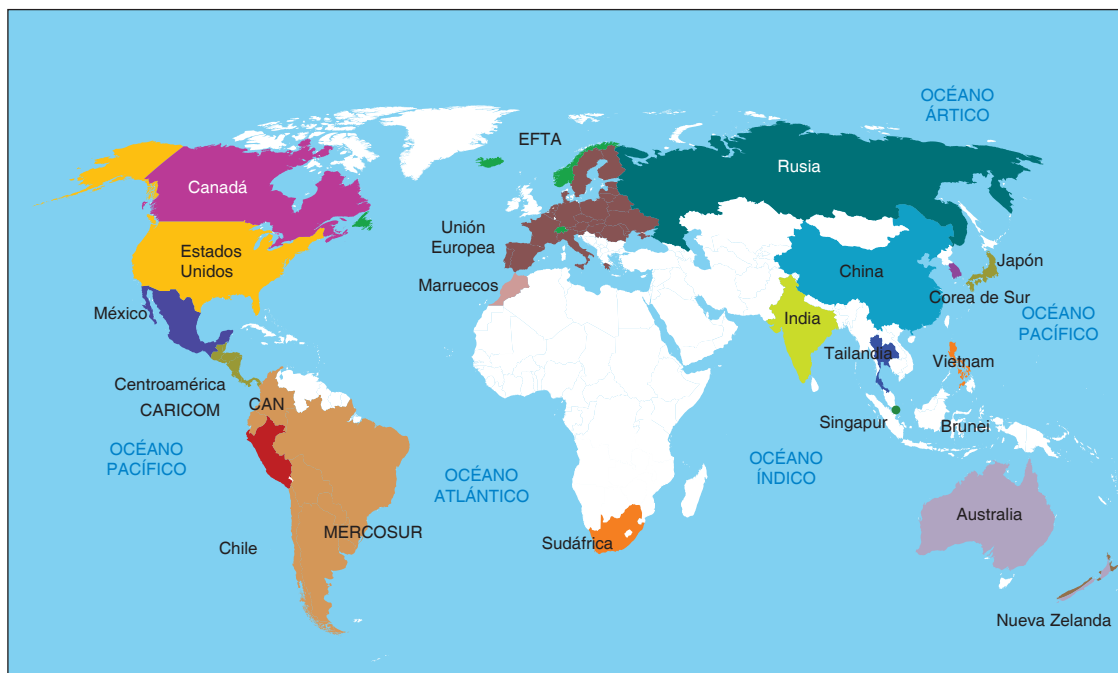 OCÉANO
ÁRTICO
EFTA
Rusia
Canadá
Unión
Europea
Estados
Unidos
Japón
China
Marruecos
Corea de Sur
México
India
OCÉANO
PACÍFICO
Tailandia
Vietnam
Centroamérica
CAN
CARICOM
Singapur
Brunei
OCÉANO
PACÍFICO
OCÉANO
ATLÁNTICO
OCÉANO
ÍNDICO
Australia
MERCOSUR
Sudáfrica
Chile
Nueva Zelanda